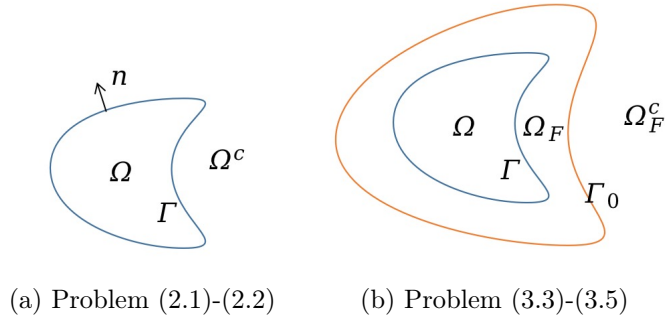 n
Ω
Ω^c
Γ
(a) Problem (2.1)-(2.2)
Ω
Ω_F
Ω_F^c
Γ
Γ_0
(b) Problem (3.3)-(3.5)